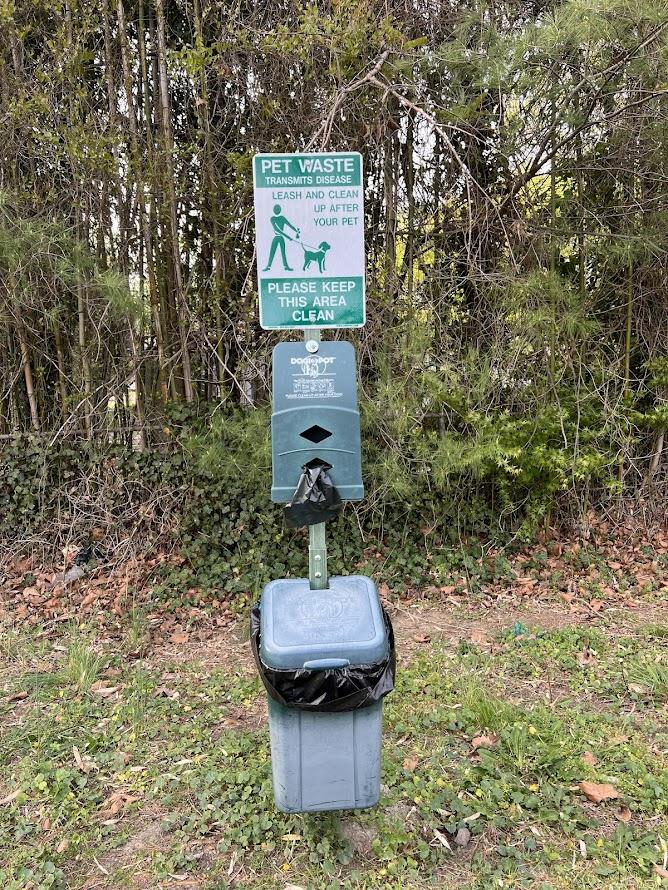 PET WASTE
TRANSMITS DISEASE
LEASH AND CLEAN
UP AFTER
YOUR PET
PLEASE KEEP
THIS AREA
CLEAN
DOGIPOT